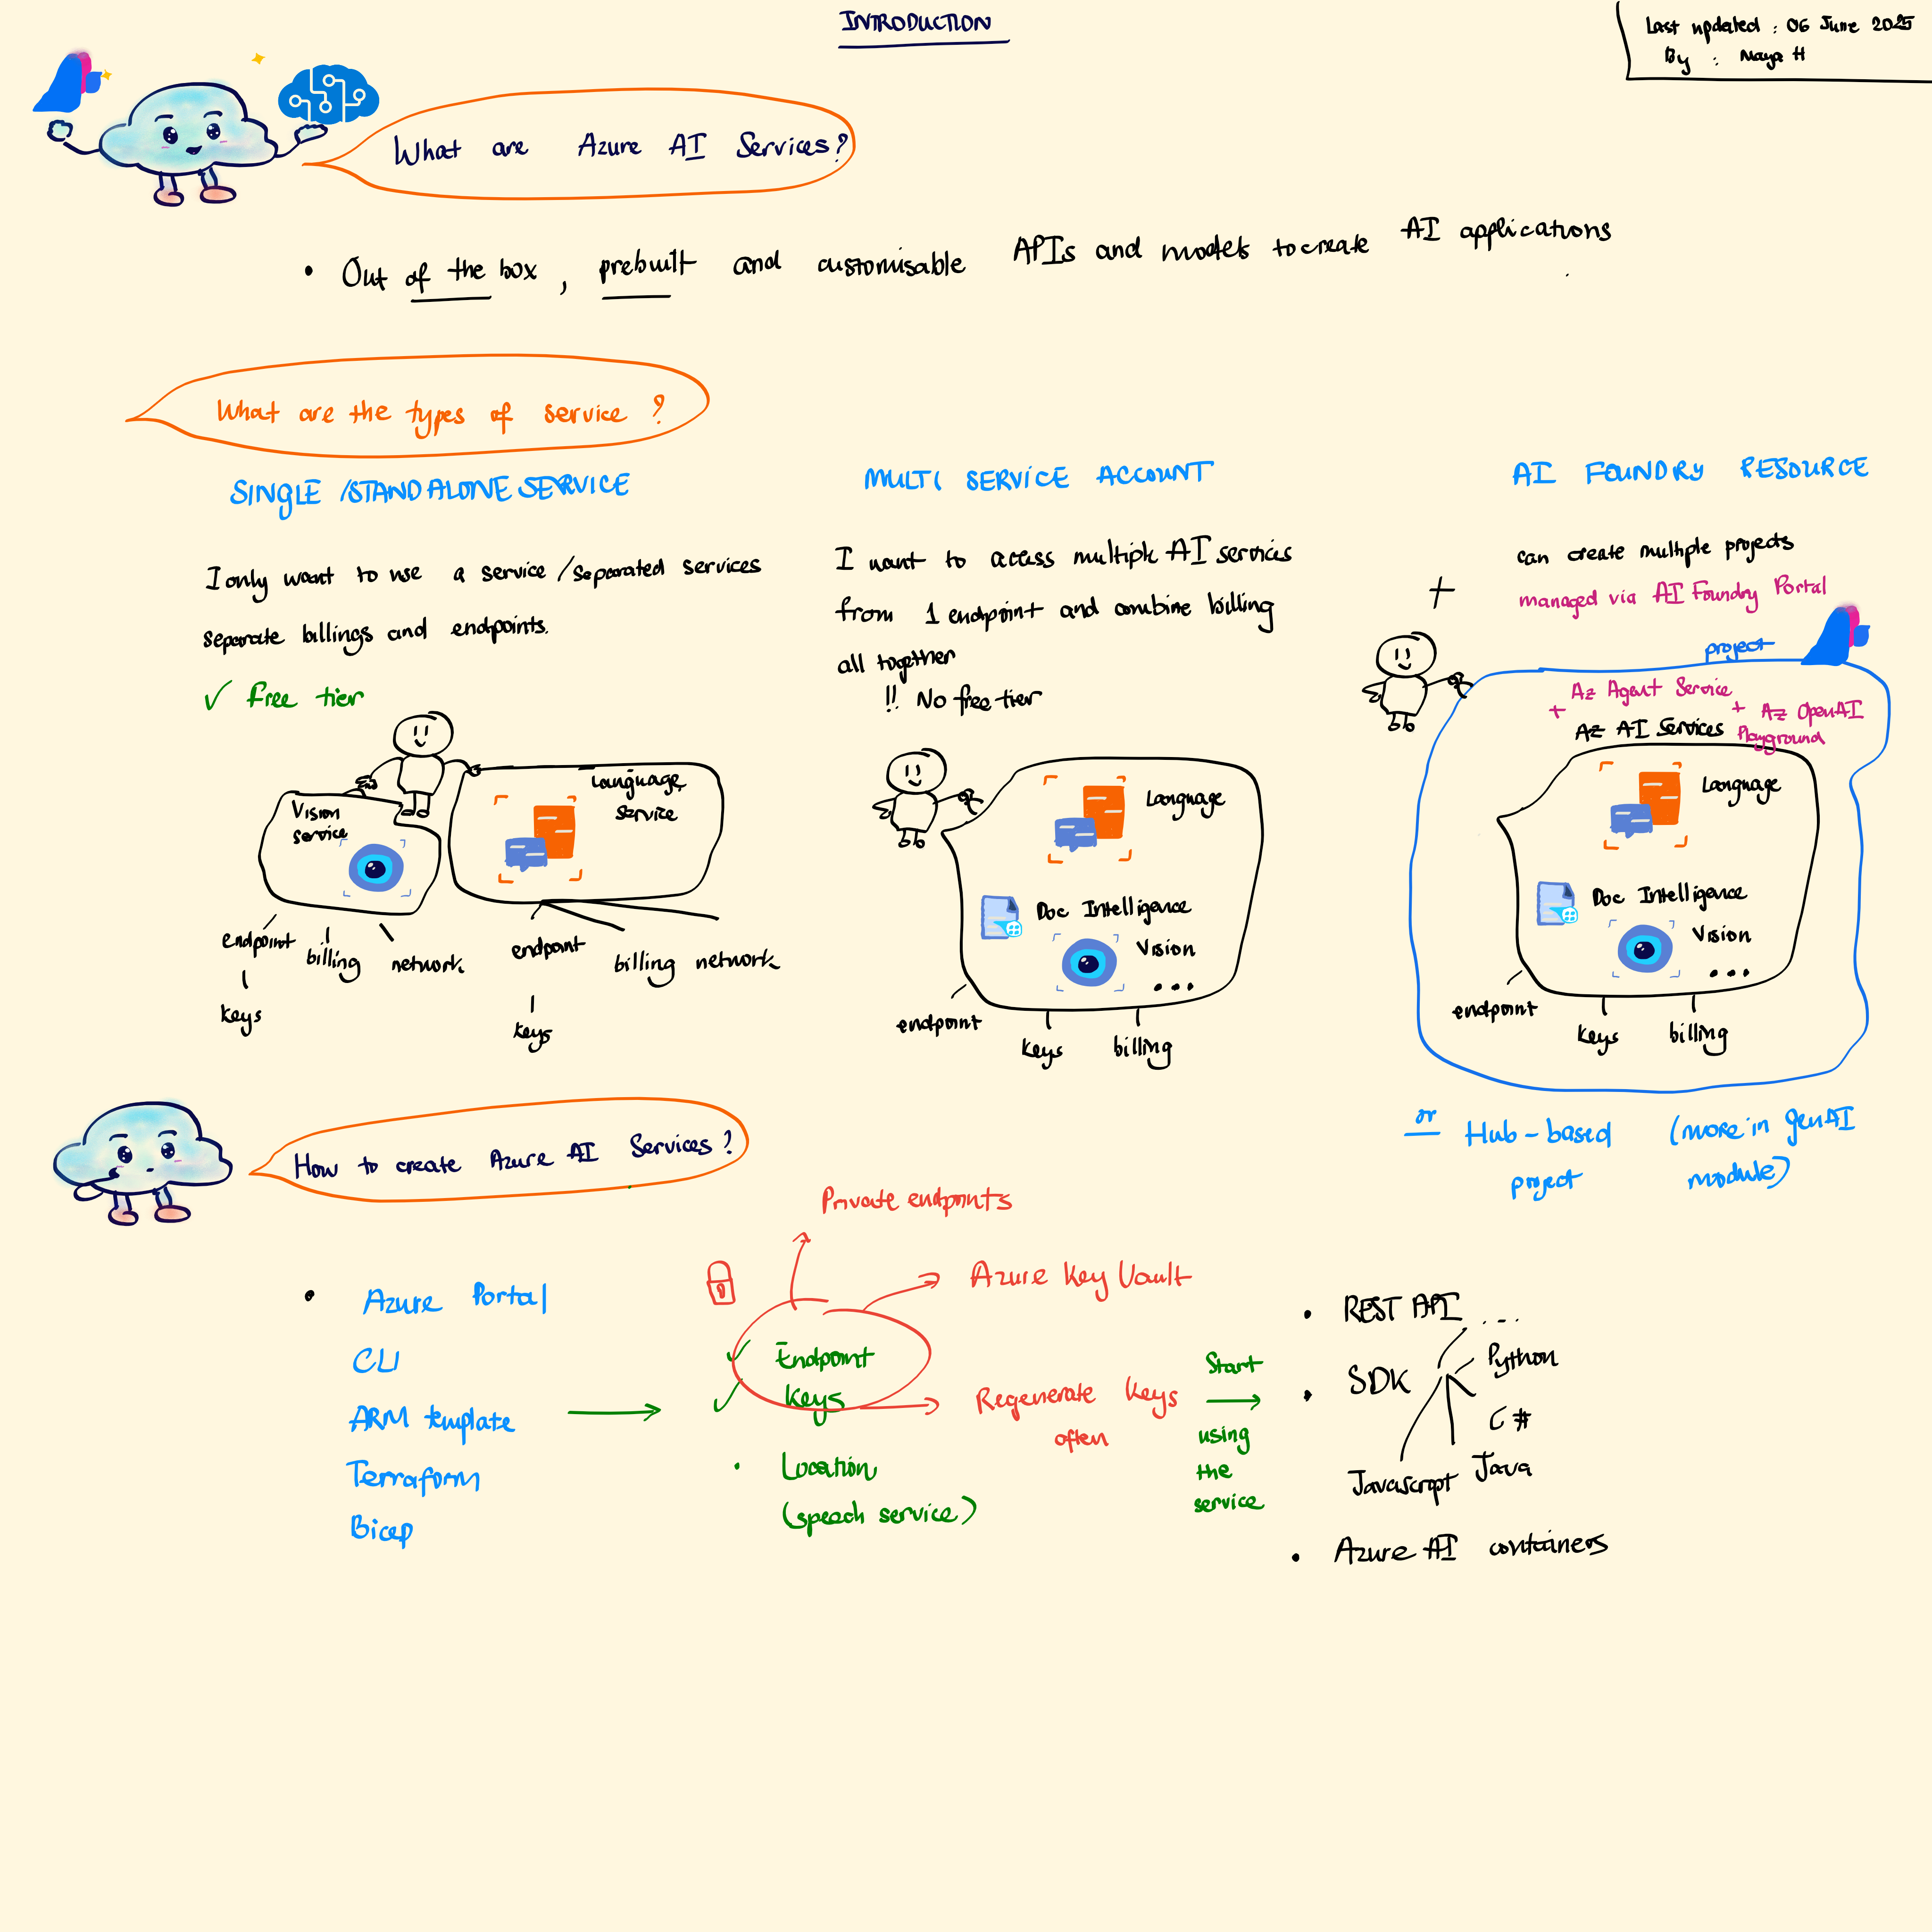 INTRODUCTION
Last updated : 06 June 2025
By : Maya H
What are Azure AI Services?
• Out of the box, prebuilt and customisable APIs and models to create AI applications
What are the types of service ?
SINGLE /STANDALONE SERVICE
I only want to use a service /separated services
separate billings and endpoints.
✓ Free tier
Vision
Service
Language
Service
endpoint
billing
network
keys
endpoint
billing
network
keys
MULTI SERVICE ACCOUNT
I want to access multiple AI services
from 1 endpoint and combine billing
all together
!! No free tier
Language
Doc Intelligence
Vision
...
endpoint
keys
billing
AI FOUNDRY RESOURCE
+
can create multiple projects
managed via AI Foundry Portal
project
Az Agent Service
+
Az AI Services
+ Az OpenAI
Playground
Language
Doc Intelligence
Vision
...
endpoint
keys
billing
or Hub-based (more in genAI
project module)
How to create Azure AI Services?
• Azure Portal
CLI
ARM template
Terraform
Bicep
Private endpoints
Azure Key Vault
✓ Endpoint
✓ Keys
Regenerate Keys
often
• Location
(speech service)
Start
using
the
service
• REST API
• SDK
....
Python
C#
Java
Javascript
• Azure AI containers